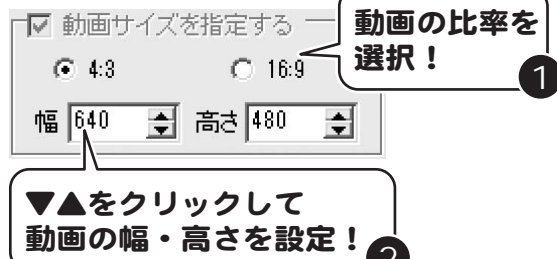 動画サイズを指定する
動画の比率を
選択！
1
4:3 16:9
幅 640 高さ 480
▼▲をクリックして
動画の幅・高さを設定！
2